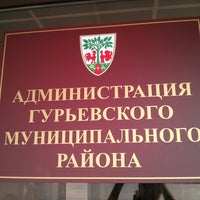 АДМИНИСТРАЦИЯ
ГУРЬЕВСКОГО
МУНИЦИПАЛЬНОГО
РАЙОНА